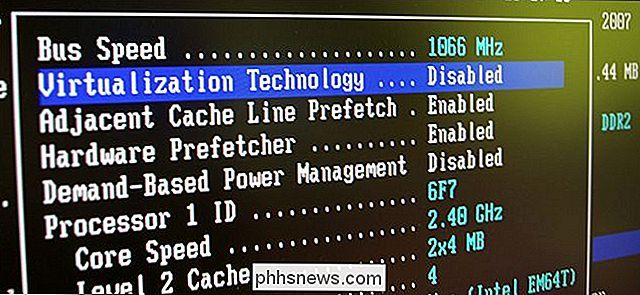 2007
Bus Speed .................... 1066 MHz
Virtualization Technology .... Disabled
.44 MB
Adjacent Cache Line Prefetch . Enabled
Hardware Prefetcher .......... Enabled
DDR2
Demand-Based Power Management Disabled
Processor 1 ID ............... 6F7
Core Speed ................... 2.40 GHz
Level 2 Cache 2x4 MB
4
(Intel EM64T)
phhsnews.com